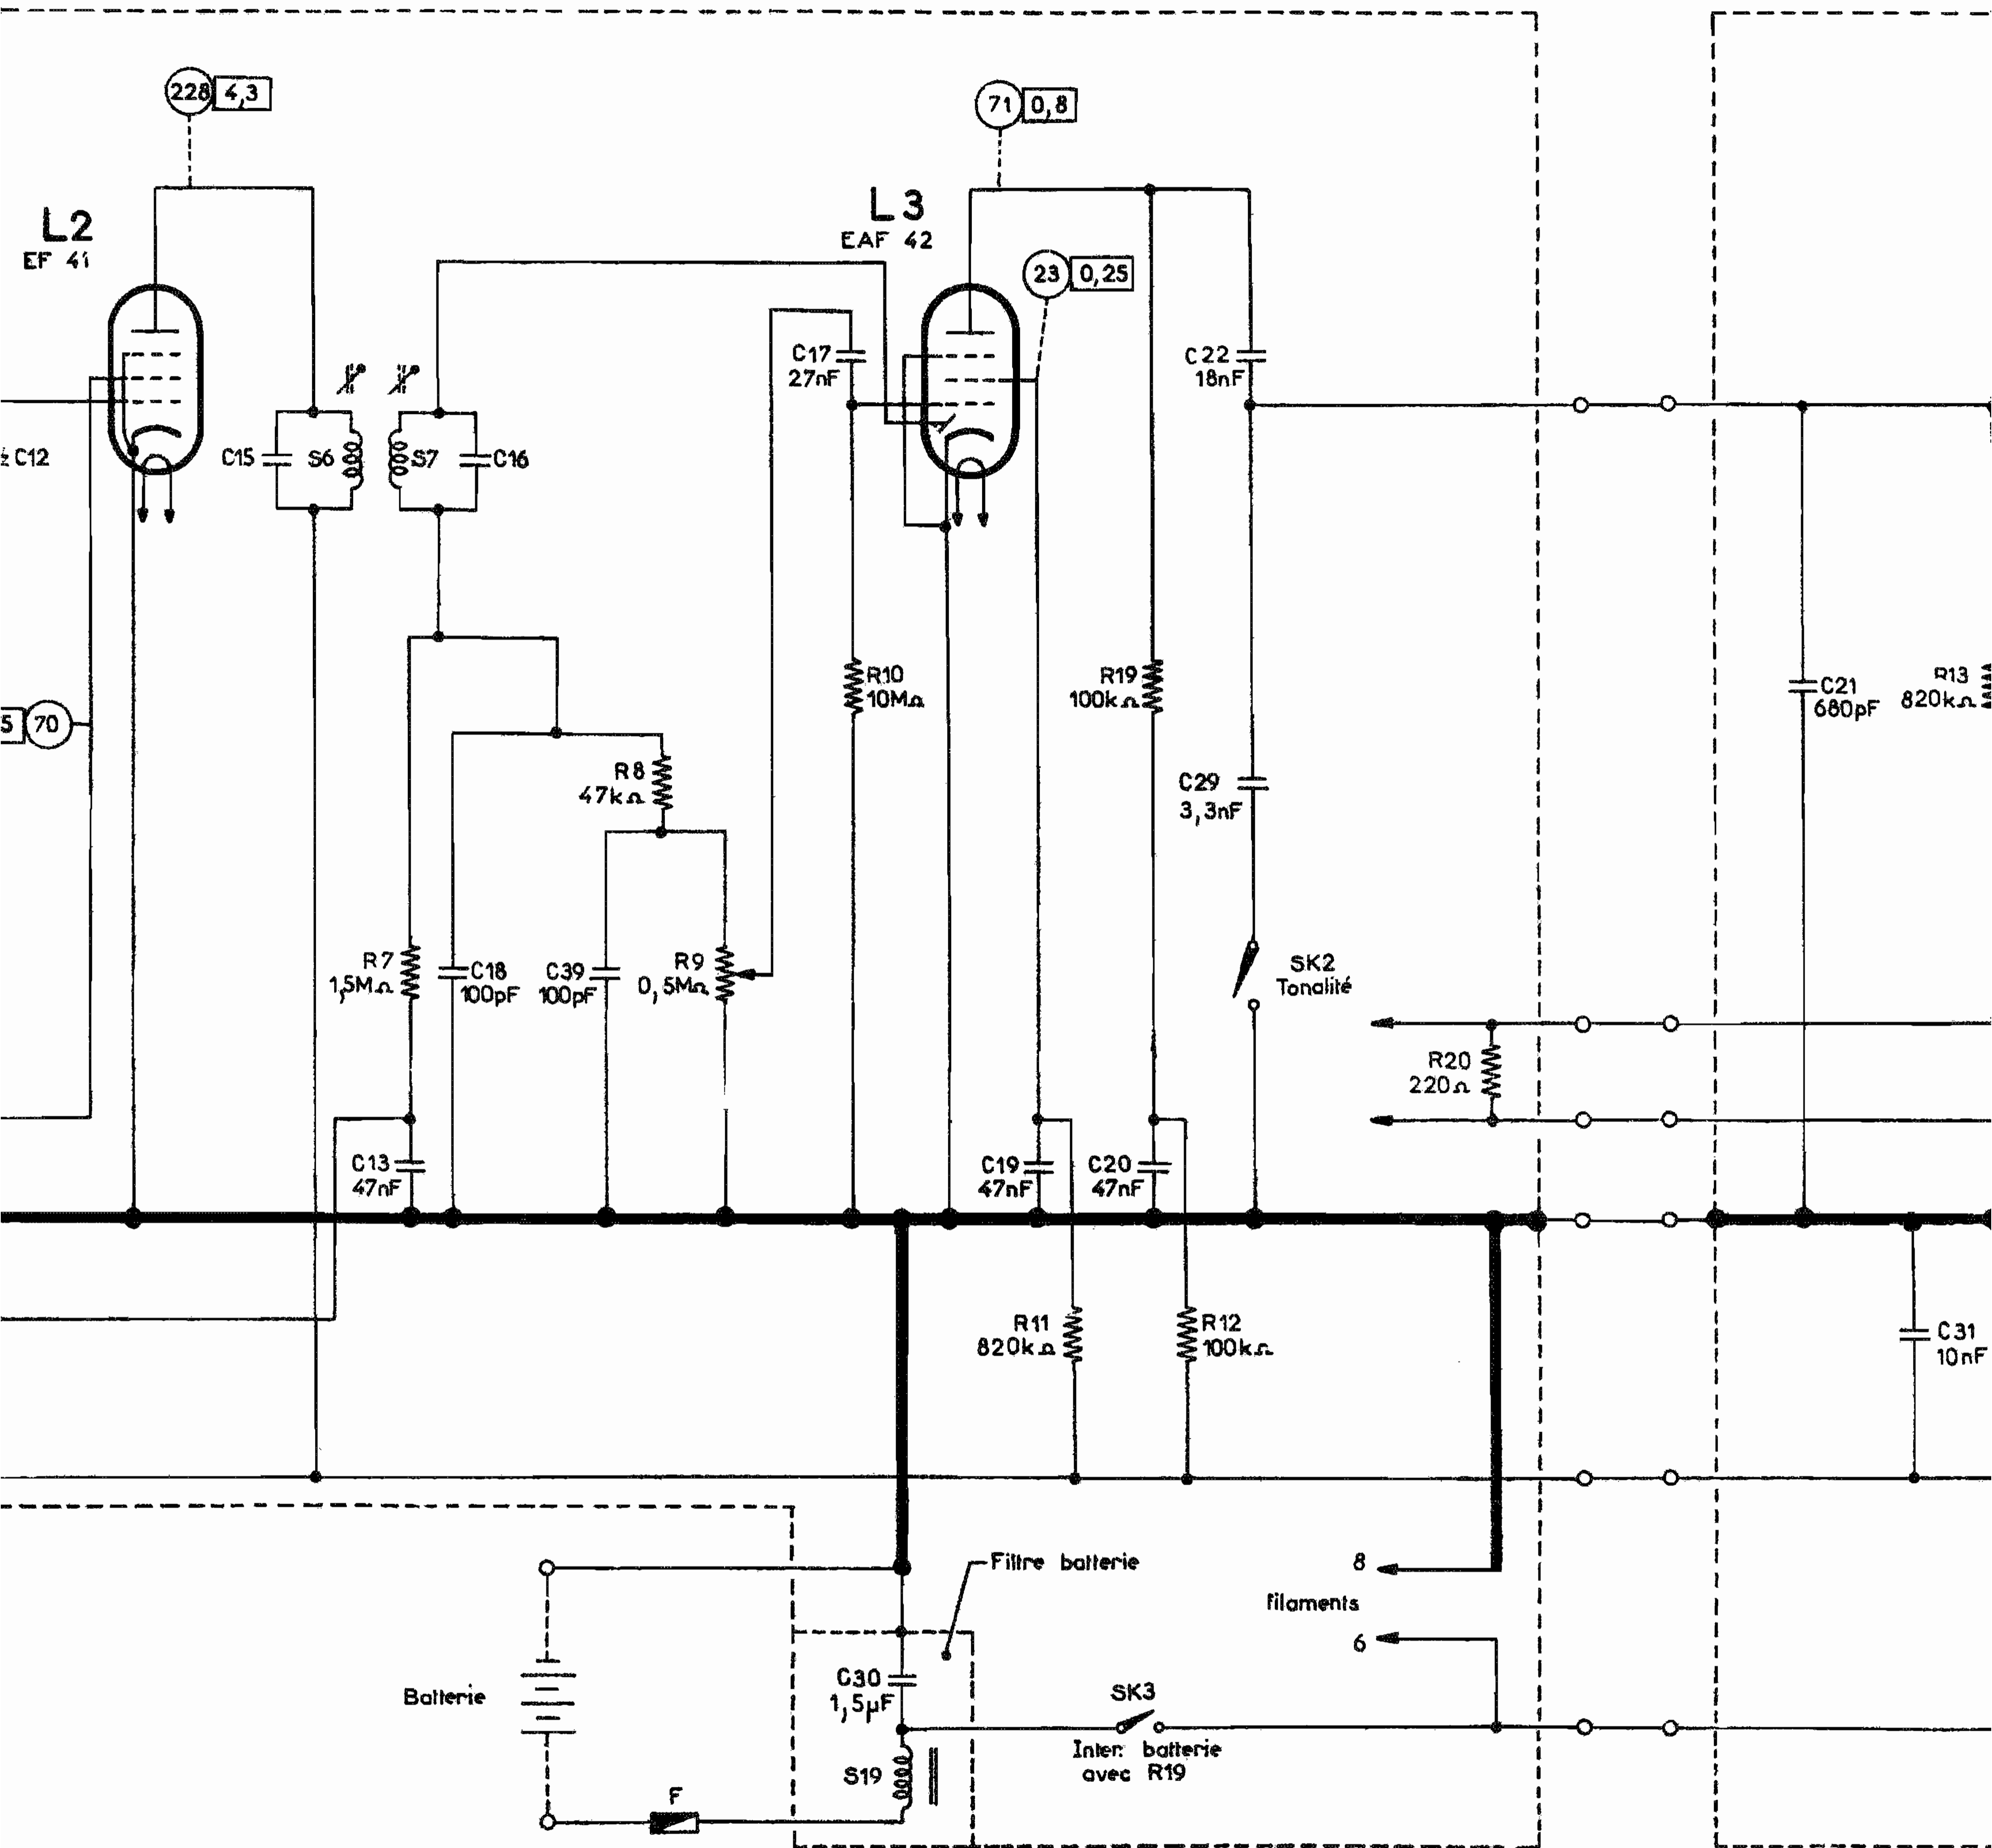 228 4,3
71 0,8
L2
EF 41
L3
EAF 42
23 0,25
C17
27nF
C22
18nF
C12
C15
S6
S7
C16
R10
10MΩ
R19
100kΩ
C21
680pF
R13
820kΩ
5 70
R8
47kΩ
C29
3,3nF
R7
1,5MΩ
C18
100pF
C39
100pF
R9
0,5MΩ
SK2
Tonalité
R20
220Ω
C13
47nF
C19
47nF
C20
47nF
R11
820kΩ
R12
100kΩ
C31
10nF
Filtre batterie
8
filaments
6
Batterie
C30
1,5µF
SK3
Inter. batterie
avec R19
S19
F